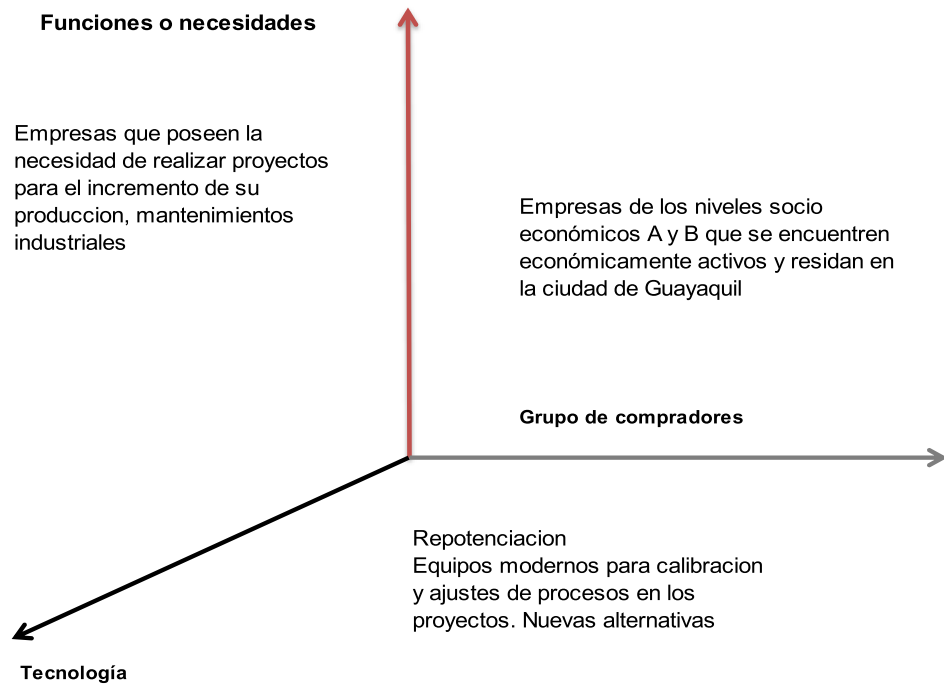 Funciones o necesidades
Empresas que poseen la
necesidad de realizar proyectos
para el incremento de su
produccion, mantenimientos
industriales
Empresas de los niveles socio
económicos A y B que se encuentren
económicamente activos y residan en
la ciudad de Guayaquil
Grupo de compradores
Repotenciacion
Equipos modernos para calibracion
y ajustes de procesos en los
proyectos. Nuevas alternativas
Tecnología